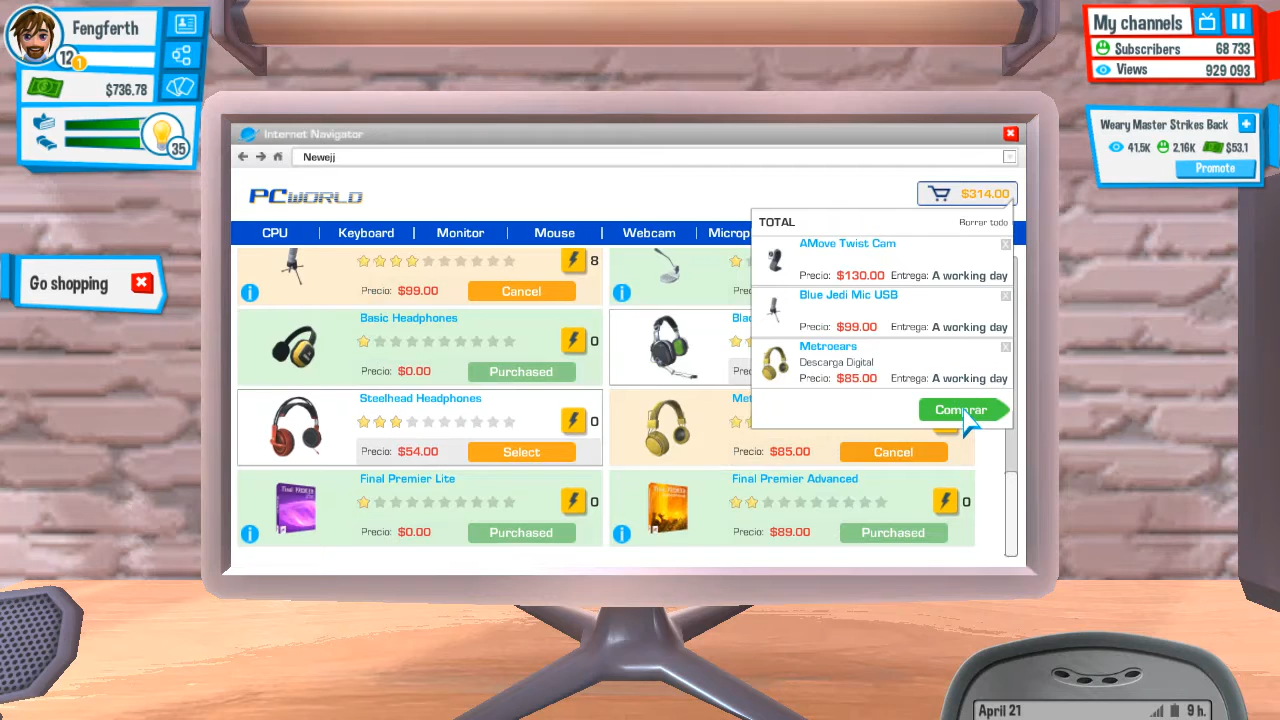 Fengferth
12
1
$736.78
35
My channels
Subscribers 68 733
Views 929 093
Weary Master Strikes Back
41.5K 2.16K $53.1
Promote
Go shopping
Internet Navigator
Newejj
PCWORLD
$314.00
CPU Keyboard Monitor Mouse Webcam Microp
TOTAL Borrar todo
AMove Twist Cam
Precio: $130.00 Entrega: A working day
Blue Jedi Mic USB
Precio: $99.00 Entrega: A working day
Metroears
Descarga Digital
Precio: $85.00 Entrega: A working day
Comprar
8
Precio: $99.00 Cancel
Basic Headphones
0
Precio: $0.00 Purchased
Blac
Prec
Steelhead Headphones
0
Precio: $54.00 Select
Met
Precio: $85.00 Cancel
Final Premier Lite
0
Precio: $0.00 Purchased
Final Premier Advanced
0
Precio: $89.00 Purchased
April 21 9 h.